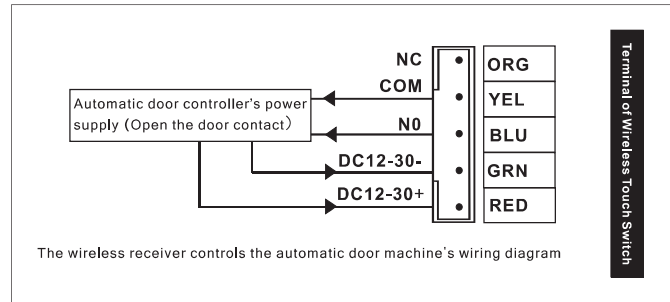 NC ORG
COM YEL
Automatic door controller's power
supply (Open the door contact)
N0 BLU
DC12-30- GRN
DC12-30+ RED
Terminal of Wireless Touch Switch
The wireless receiver controls the automatic door machine's wiring diagram